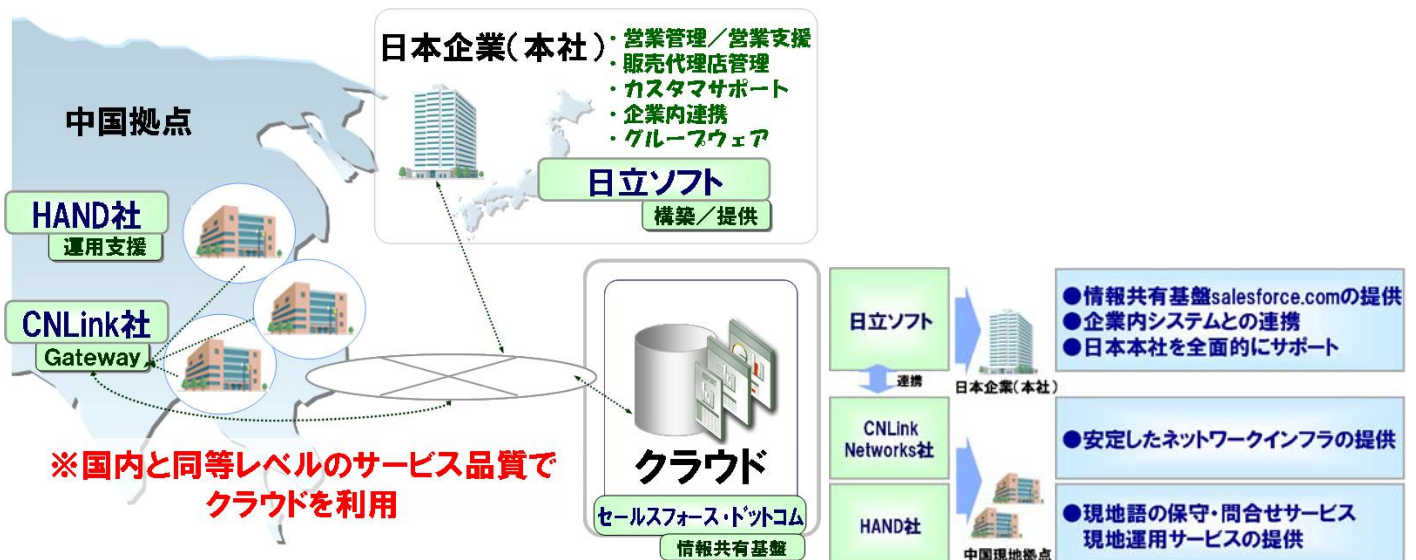 日本企業(本社)
・営業管理／営業支援
・販売代理店管理
・カスタマサポート
・企業内連携
・グループウェア
日立ソフト
構築／提供
中国拠点
HAND社
運用支援
CNLink社
Gateway
※国内と同等レベルのサービス品質で
クラウドを利用
クラウド
セールスフォース・ドットコム
情報共有基盤
日立ソフト
日本企業(本社)
●情報共有基盤salesforce.comの提供
●企業内システムとの連携
●日本本社を全面的にサポート
連携
CNLink
Networks社
●安定したネットワークインフラの提供
HAND社
中国現地拠点
●現地語の保守・問合せサービス
現地運用サービスの提供